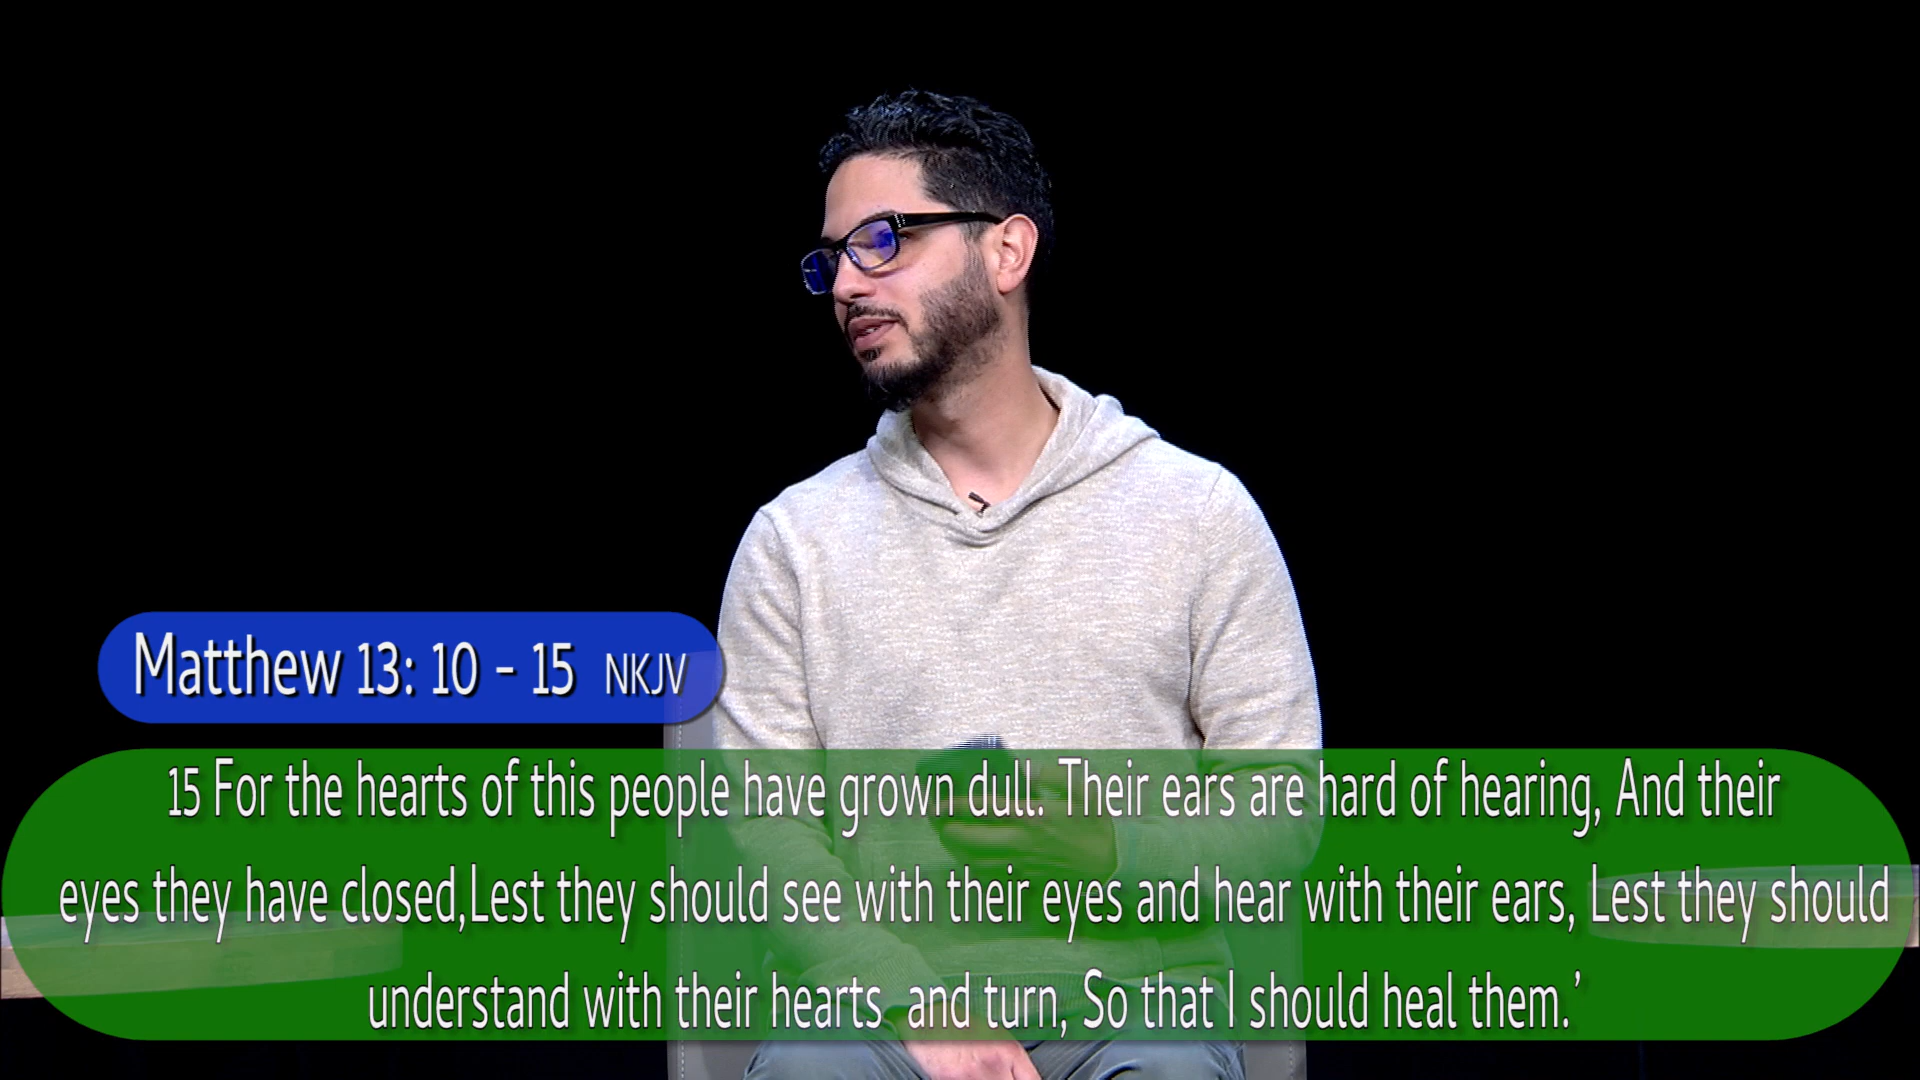 Matthew 13: 10 - 15 NKJV
15 For the hearts of this people have grown dull. Their ears are hard of hearing, And their
eyes they have closed,Lest they should see with their eyes and hear with their ears, Lest they should
understand with their hearts and turn, So that I should heal them.’